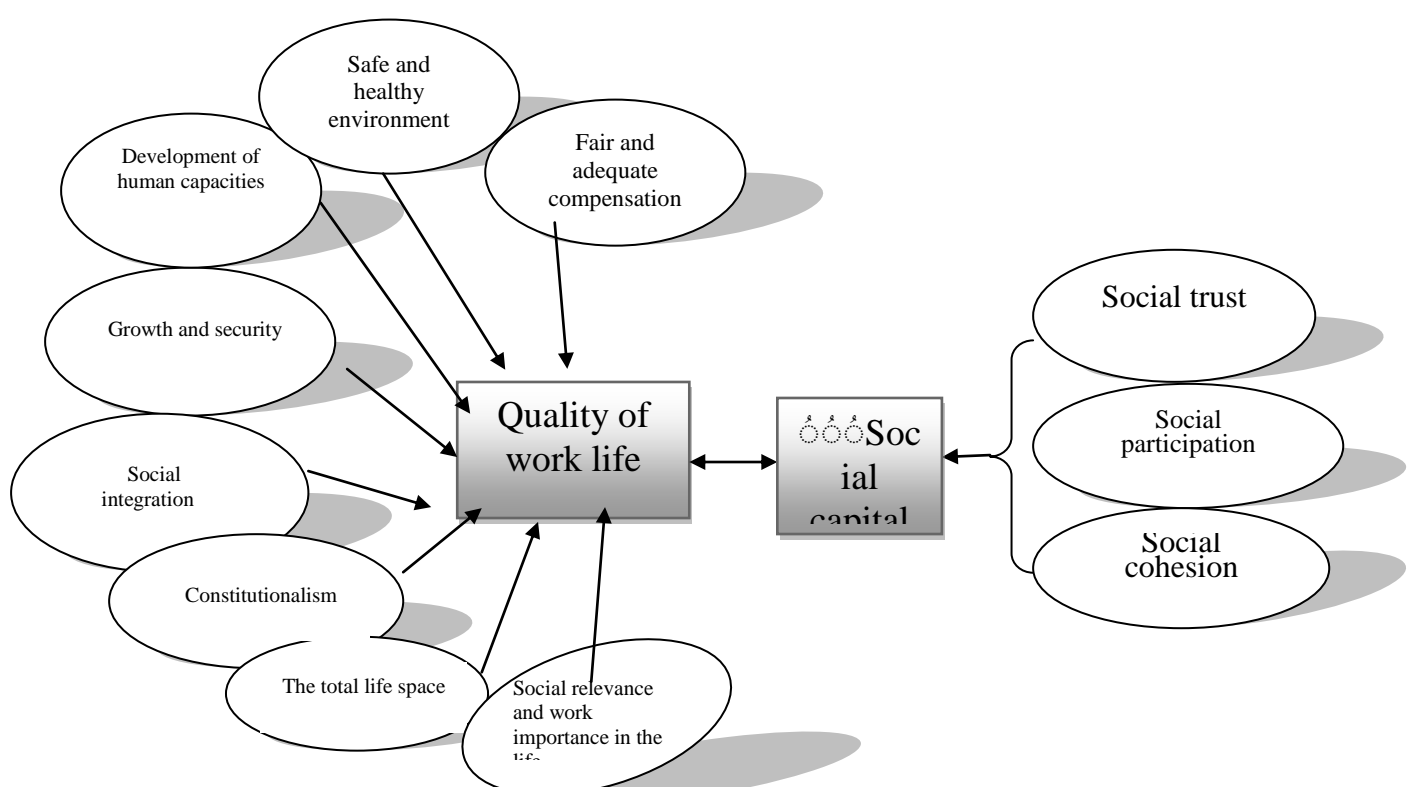 Safe and
healthy
environment
Fair and
adequate
compensation
Development of
human capacities
Growth and security
Social
integration
Constitutionalism
The total life space
Social relevance
and work
importance in the
life
Quality of
work life
Soc
ial
capital
Social trust
Social
participation
Social
cohesion